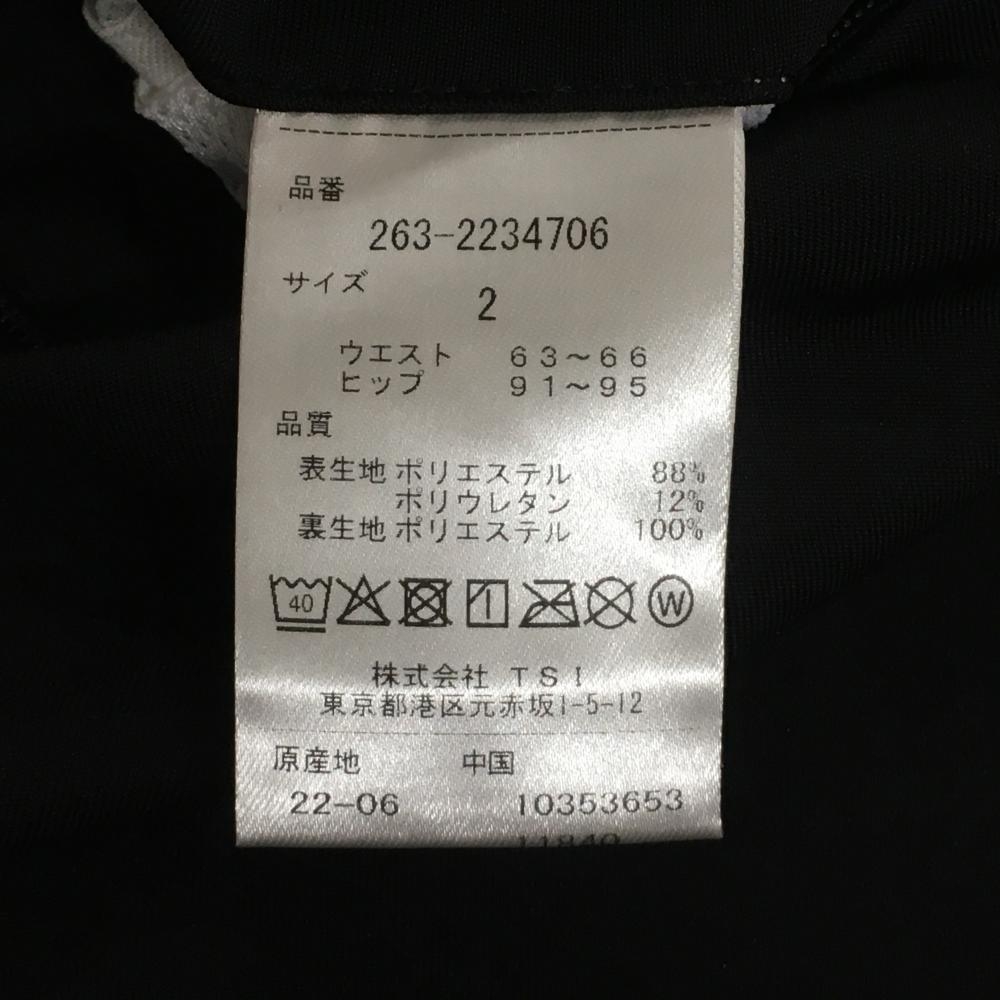 品番
263-2234706
サイズ
2
ウエスト 63～66
ヒップ 91～95
品質
表生地 ポリエステル 88%
ポリウレタン 12%
裏生地 ポリエステル 100%
40 W
株式会社 TSI
東京都港区元赤坂1-5-12
原産地 中国
22-06 10353653
11840